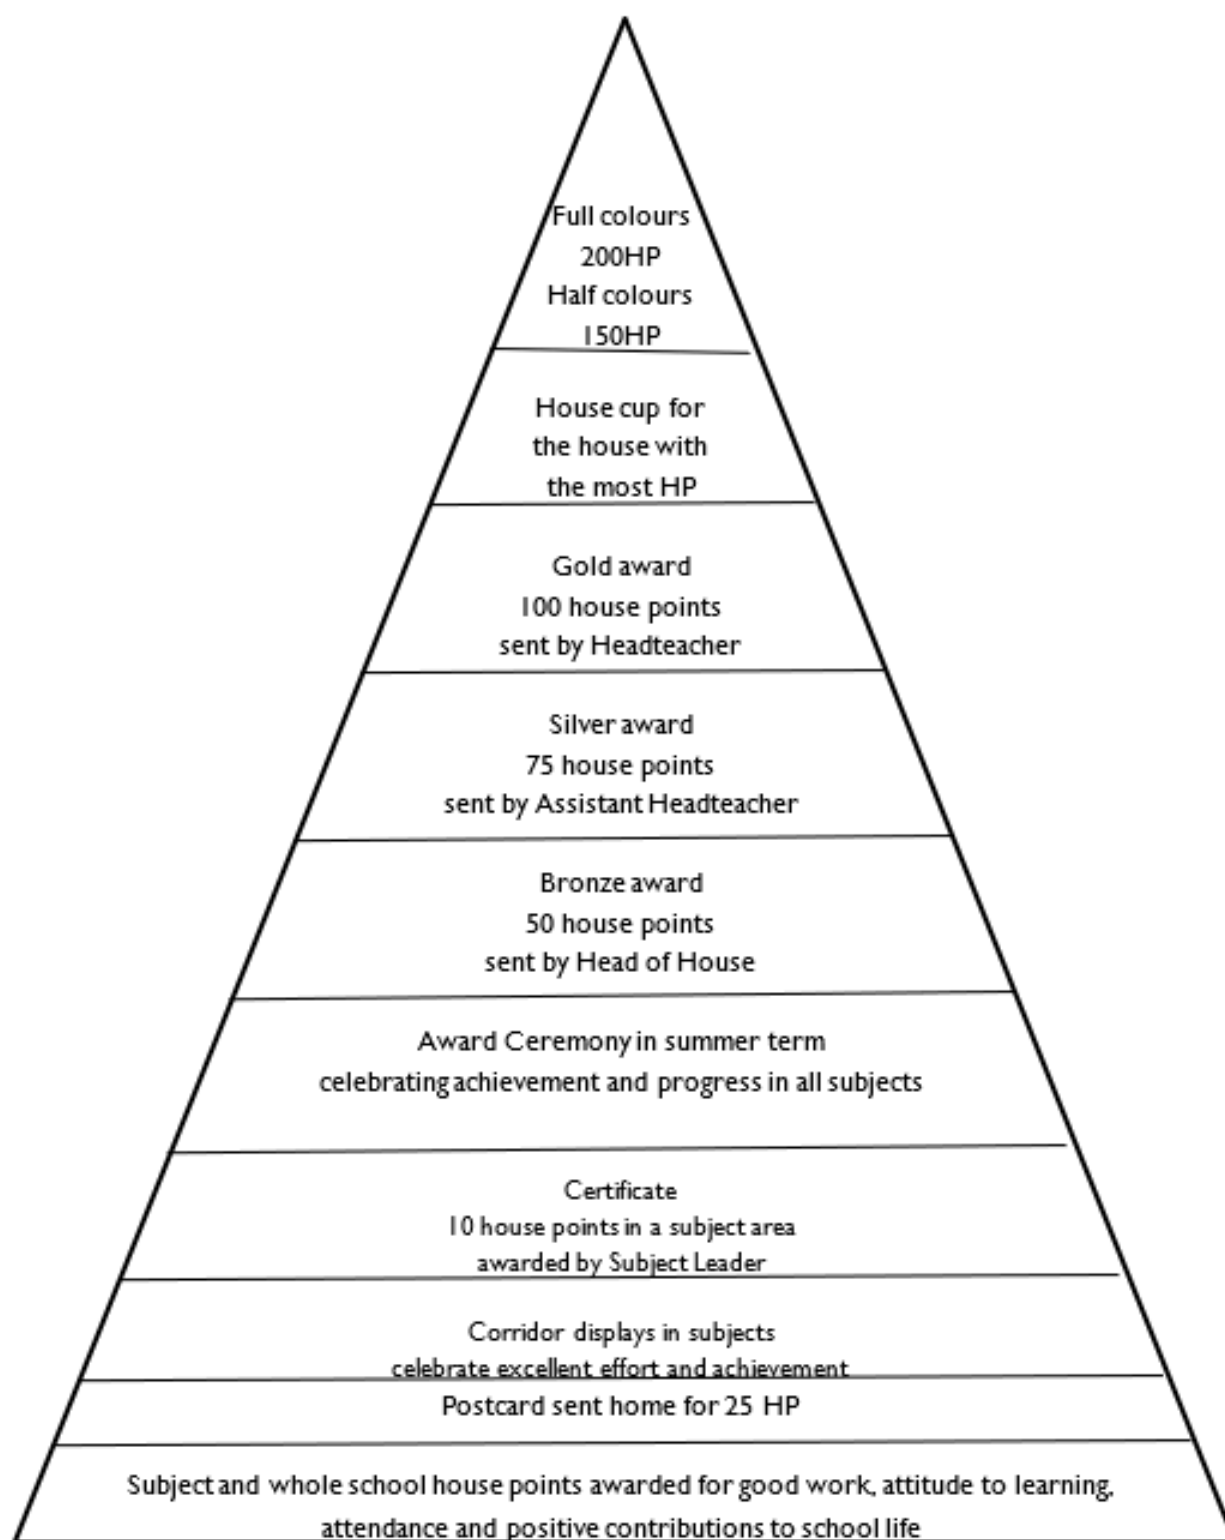 Full colours
200HP
Half colours
150HP
House cup for
the house with
the most HP
Gold award
100 house points
sent by Headteacher
Silver award
75 house points
sent by Assistant Headteacher
Bronze award
50 house points
sent by Head of House
Award Ceremony in summer term
celebrating achievement and progress in all subjects
Certificate
10 house points in a subject area
awarded by Subject Leader
Corridor displays in subjects
celebrate excellent effort and achievement
Postcard sent home for 25 HP
Subject and whole school house points awarded for good work, attitude to learning,
attendance and positive contributions to school life